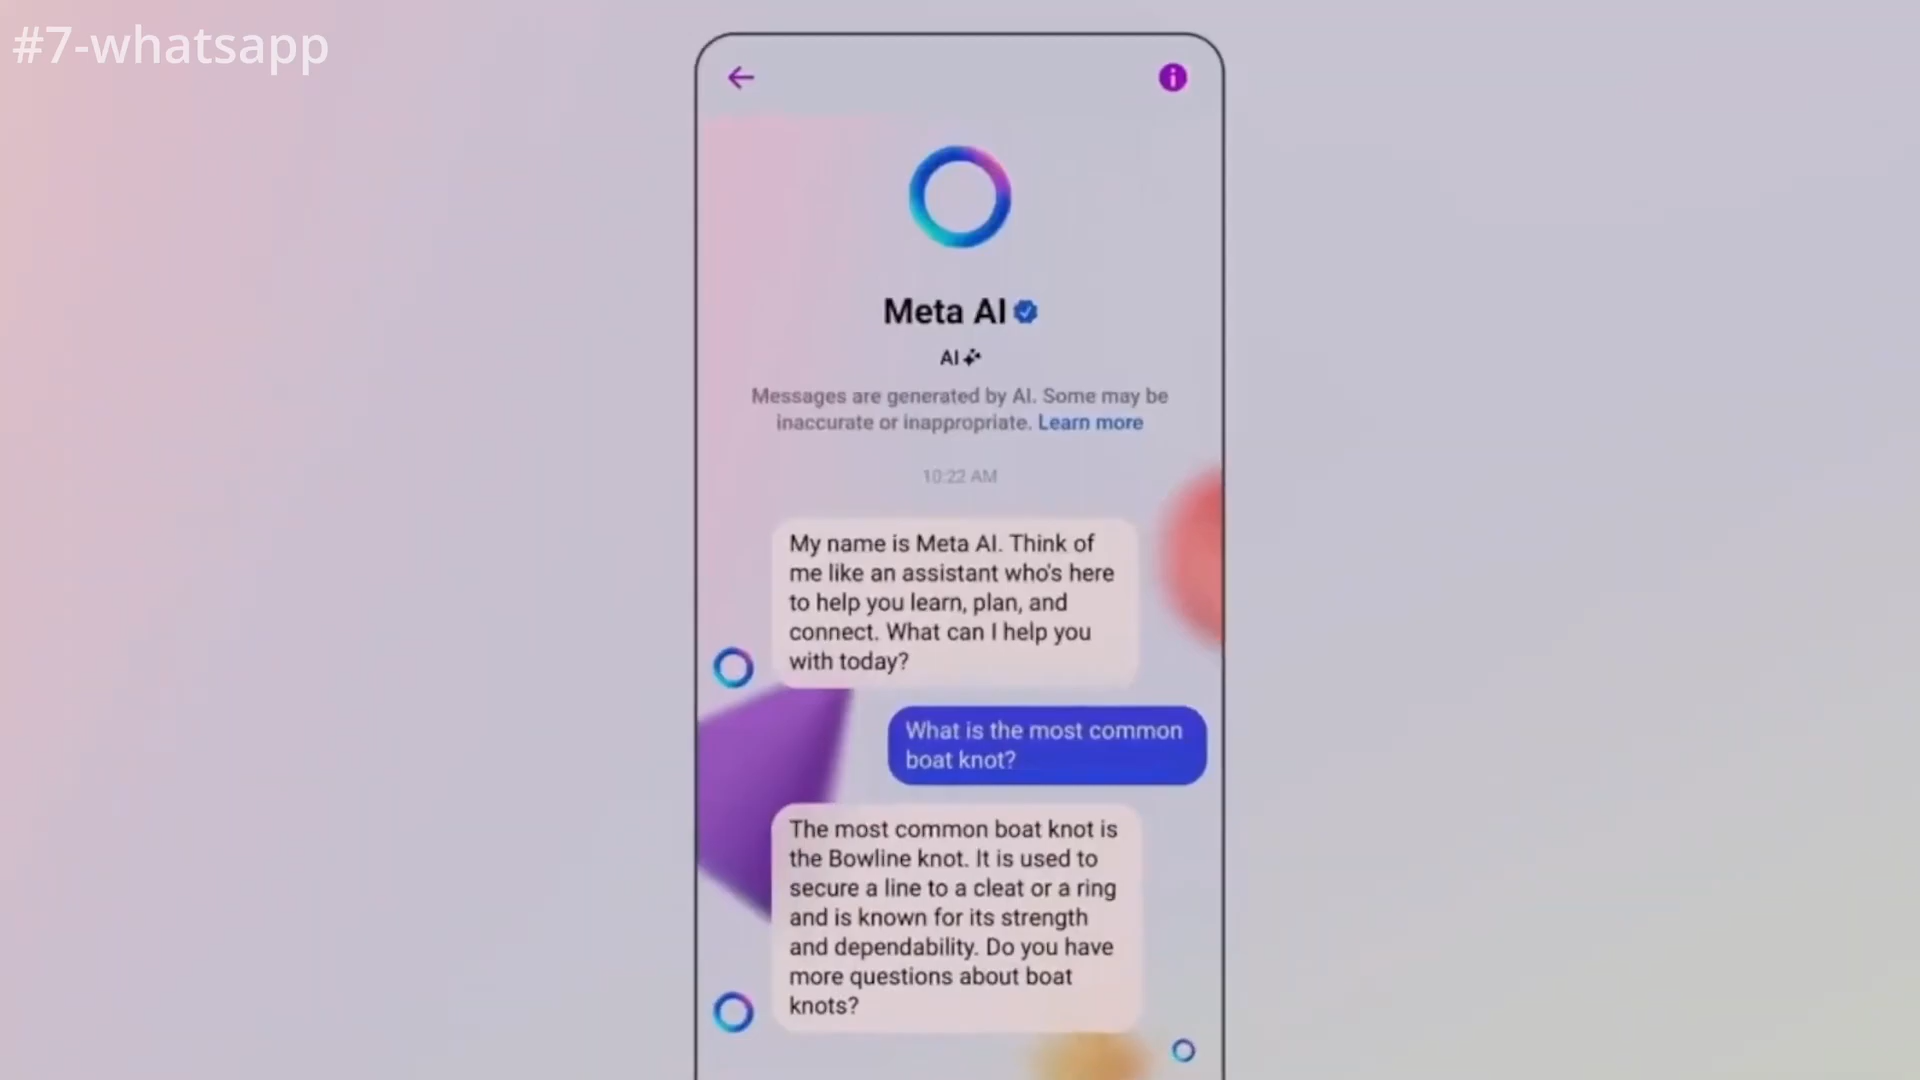 #7-whatsapp
Meta AI
AI
Messages are generated by AI. Some may be
inaccurate or inappropriate. Learn more
10:22 AM
My name is Meta AI. Think of
me like an assistant who's here
to help you learn, plan, and
connect. What can I help you
with today?
What is the most common
boat knot?
The most common boat knot is
the Bowline knot. It is used to
secure a line to a cleat or a ring
and is known for its strength
and dependability. Do you have
more questions about boat
knots?